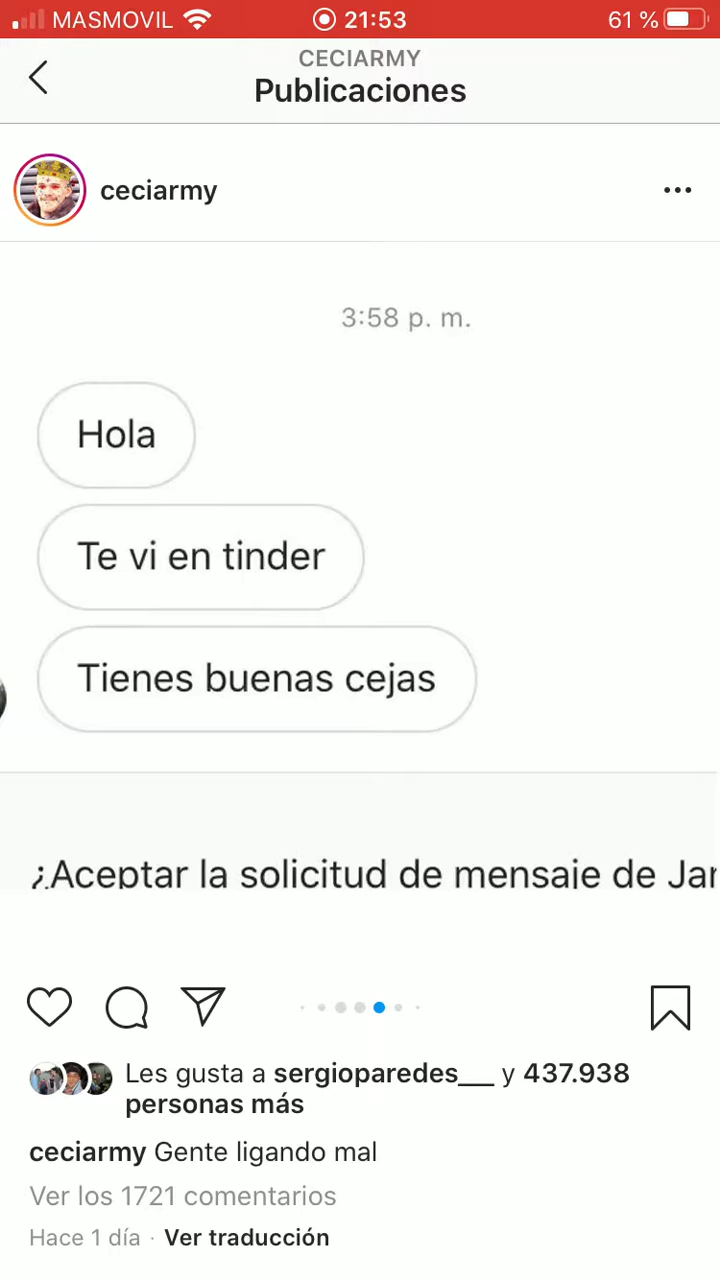 MASMOVIL 21:53 61 %
CECIARMY
Publicaciones
ceciarmy
3:58 p. m.
Hola
Te vi en tinder
Tienes buenas cejas
¿Aceptar la solicitud de mensaje de Jar
Les gusta a sergioparedes___ y 437.938
personas más
ceciarmy Gente ligando mal
Ver los 1721 comentarios
Hace 1 día · Ver traducción